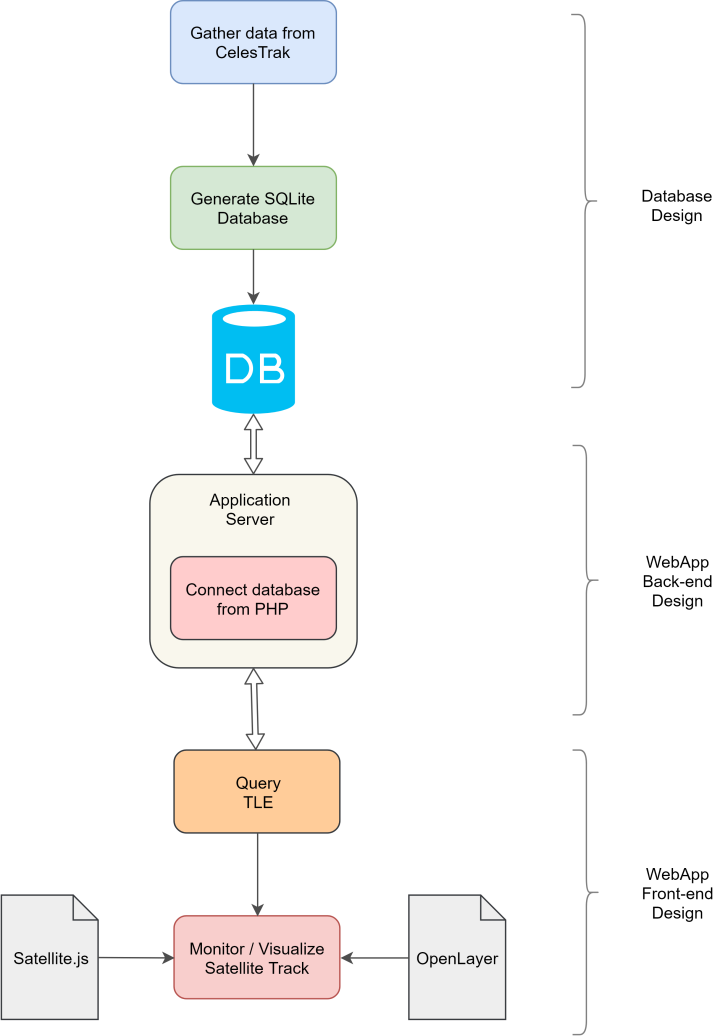 Gather data from
CelesTrak
Generate SQLite
Database
Database
Design
DB
Application
Server
Connect database
from PHP
WebApp
Back-end
Design
Query
TLE
WebApp
Front-end
Design
Satellite.js
Monitor / Visualize
Satellite Track
OpenLayer